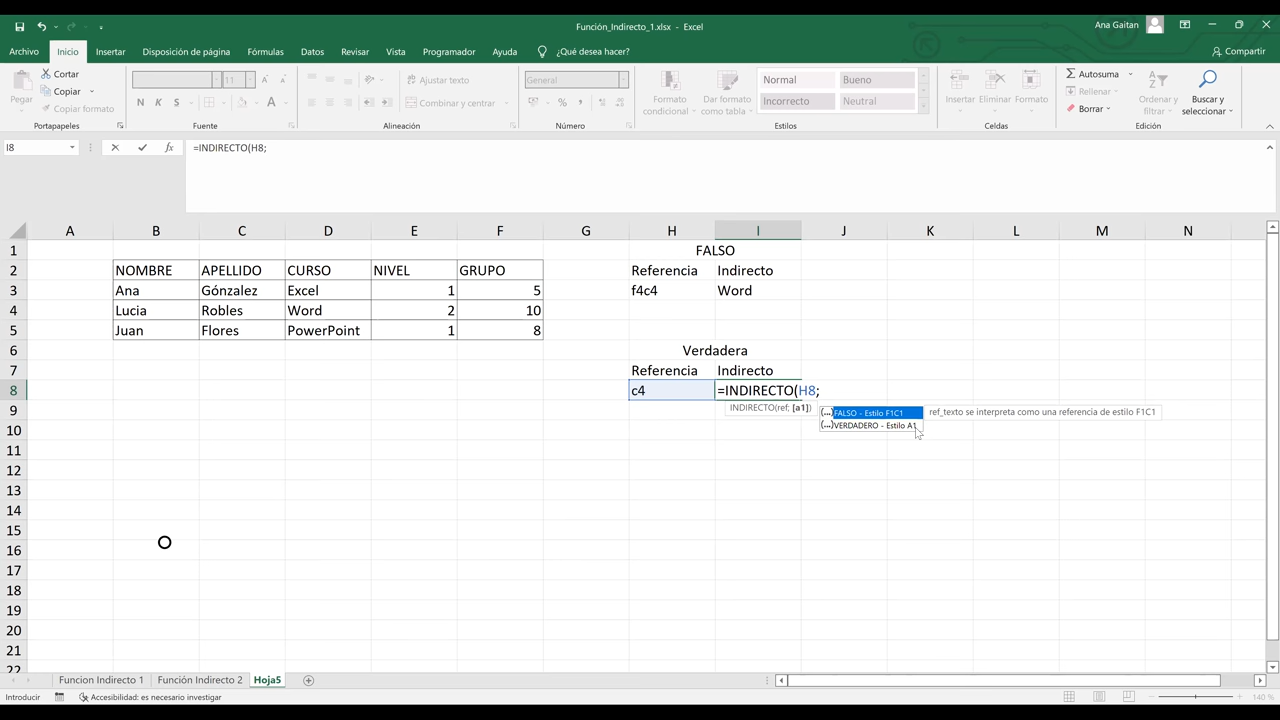 Función_Indirecto_1.xlsx - Excel
Ana Gaitan
Archivo Inicio Insertar Disposición de página Fórmulas Datos Revisar Vista Programador Ayuda ¿Qué desea hacer? Compartir
Pegar
Cortar
Copiar
Copiar formato
Portapapeles
11
N K S
Fuente
Ajustar texto
Combinar y centrar
Alineación
General
Número
Formato condicional
Dar formato como tabla
Normal Bueno
Incorrecto Neutral
Estilos
Insertar Eliminar Formato
Celdas
Autosuma
Rellenar
Borrar
Ordenar y filtrar
Buscar y seleccionar
Edición
I8 fx =INDIRECTO(H8;
A B C D E F G H I J K L M N
1 FALSO
2 NOMBRE APELLIDO CURSO NIVEL GRUPO Referencia Indirecto
3 Ana Gónzalez Excel 1 5 f4c4 Word
4 Lucia Robles Word 2 10
5 Juan Flores PowerPoint 1 8
6 Verdadera
7 Referencia Indirecto
8 c4 =INDIRECTO(H8;
INDIRECTO(ref; [a1])
(...) FALSO - Estilo F1C1 ref_texto se interpreta como una referencia de estilo F1C1
(...) VERDADERO - Estilo A1
9
10
11
12
13
14
15
16
17
18
19
20
21
22
Funcion Indirecto 1 Función Indirecto 2 Hoja5
Introducir Accesibilidad: es necesario investigar 140 %